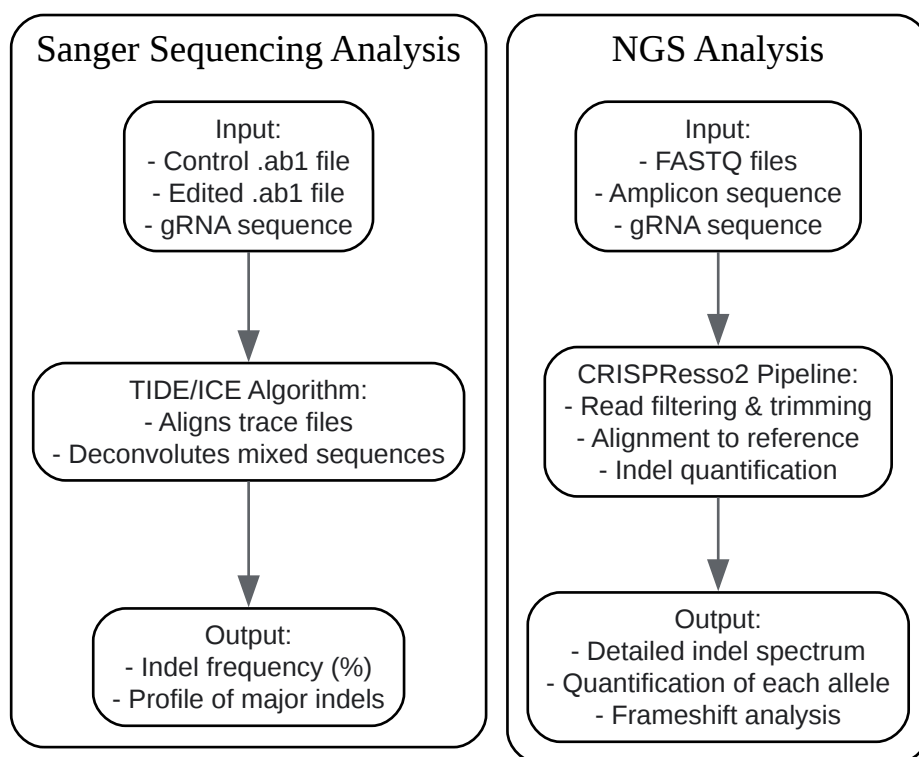 Sanger Sequencing Analysis
Input:
- Control .ab1 file
- Edited .ab1 file
- gRNA sequence
TIDE/ICE Algorithm:
- Aligns trace files
- Deconvolutes mixed sequences
Output:
- Indel frequency (%)
- Profile of major indels
NGS Analysis
Input:
- FASTQ files
- Amplicon sequence
- gRNA sequence
CRISPResso2 Pipeline:
- Read filtering & trimming
- Alignment to reference
- Indel quantification
Output:
- Detailed indel spectrum
- Quantification of each allele
- Frameshift analysis